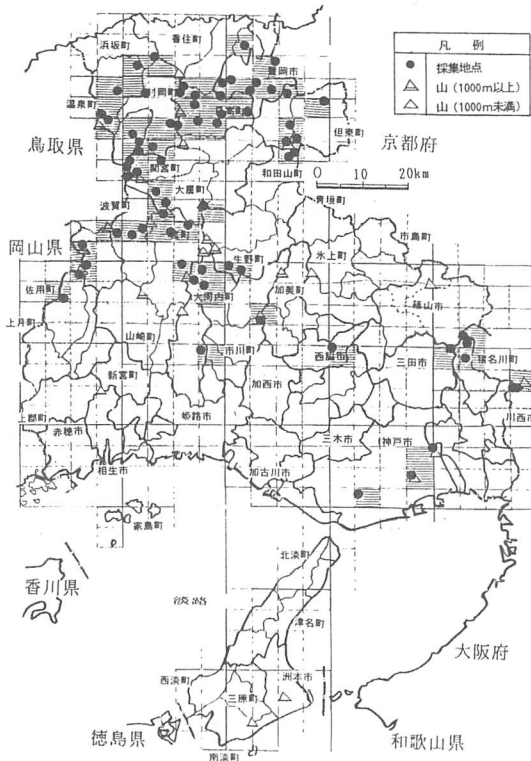 凡 例
採集地点
山（1000m以上）
山（1000m未満）
浜坂町
香住町
豊岡市
村岡町
温泉町
但東町
鳥取県
京都府
関宮町
和田山町
0 10 20km
大屋町
青垣町
波賀町
市島町
岡山県
生野町
氷上町
佐用町
大河内町
加美町
篠山市
上月町
山崎町
市川町
西脇市
三田市
猪名川町
新宮町
加西市
川西市
上郡町
姫路市
三木市
神戸市
赤穂市
相生市
加古川市
家島町
北淡町
香川県
淡路
津名町
大阪府
西淡町
洲本市
三原町
徳島県
和歌山県
南淡町